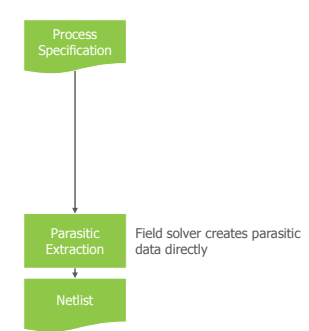 Process
Specification
Parasitic
Extraction
Field solver creates parasitic
data directly
Netlist